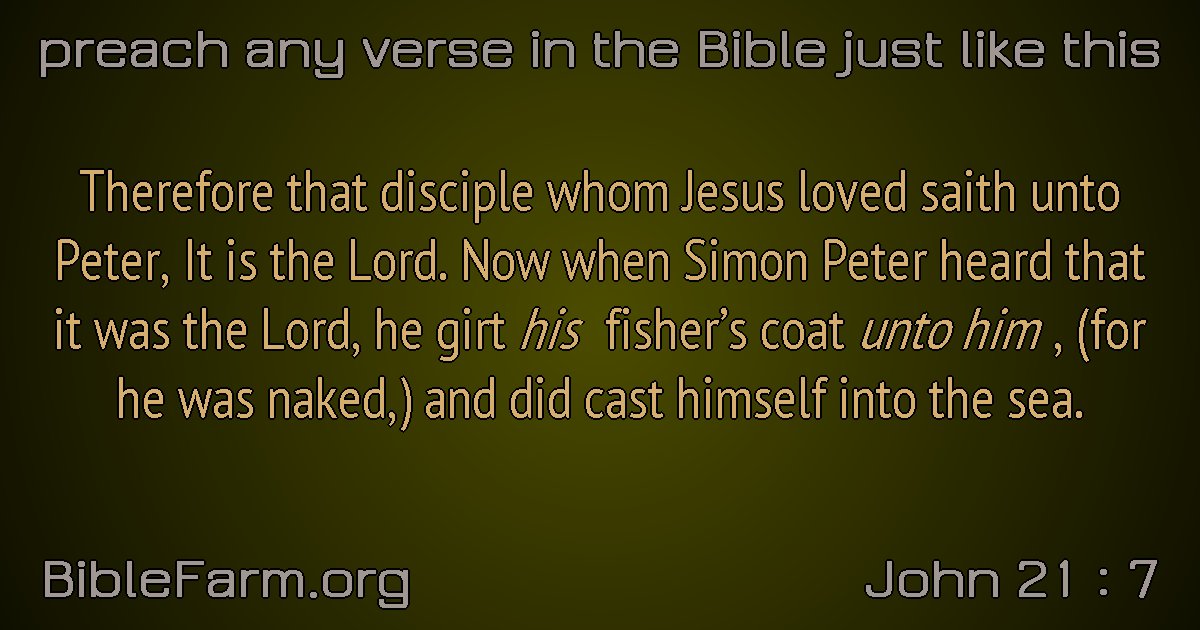 preach any verse in the Bible just like this
Therefore that disciple whom Jesus loved saith unto
Peter, It is the Lord. Now when Simon Peter heard that
it was the Lord, he girt his fisher’s coat unto him , (for
he was naked,) and did cast himself into the sea.
BibleFarm.org
John 21 : 7